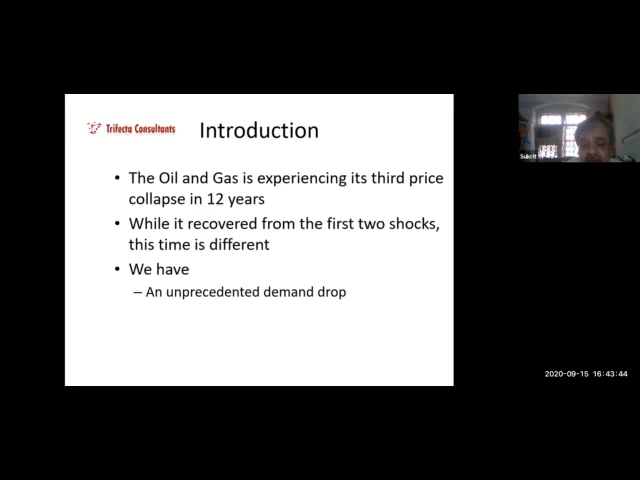 Trifecta Consultants
Introduction
• The Oil and Gas is experiencing its third price
collapse in 12 years
• While it recovered from the first two shocks,
this time is different
• We have
– An unprecedented demand drop
Sukrit
2020-09-15 16:43:44